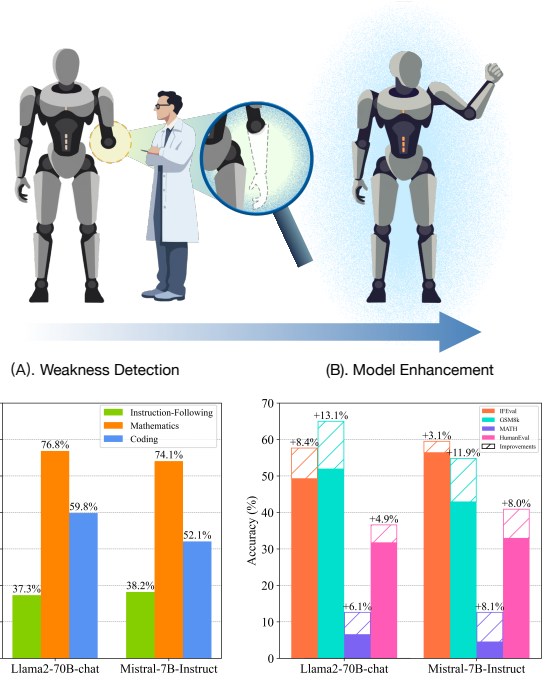 (A). Weakness Detection
(B). Model Enhancement
Instruction-Following
Mathematics
Coding
76.8%
74.1%
59.8%
52.1%
37.3%
38.2%
Llama2-70B-chat
Mistral-7B-Instruct
Accuracy (%)
70
60
50
40
30
20
10
0
IFEval
GSM8k
MATH
HumanEval
Improvements
+8.4%
+13.1%
+6.1%
+4.9%
+3.1%
+11.9%
+8.1%
+8.0%
Llama2-70B-chat
Mistral-7B-Instruct